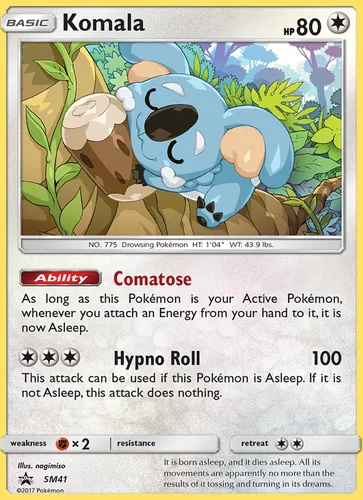 BASIC Komala HP 80
NO. 775 Drowsing Pokémon HT: 1'04" WT: 43.9 lbs.
Ability Comatose
As long as this Pokémon is your Active Pokémon,
whenever you attach an Energy from your hand to it, it is
now Asleep.
Hypno Roll 100
This attack can be used if this Pokémon is Asleep. If it is
not Asleep, this attack does nothing.
weakness × 2 resistance retreat
Illus. nagimiso
SM41
©2017 Pokémon
It is born asleep, and it dies asleep. All its
movements are apparently no more than the
results of it tossing and turning in its dreams.